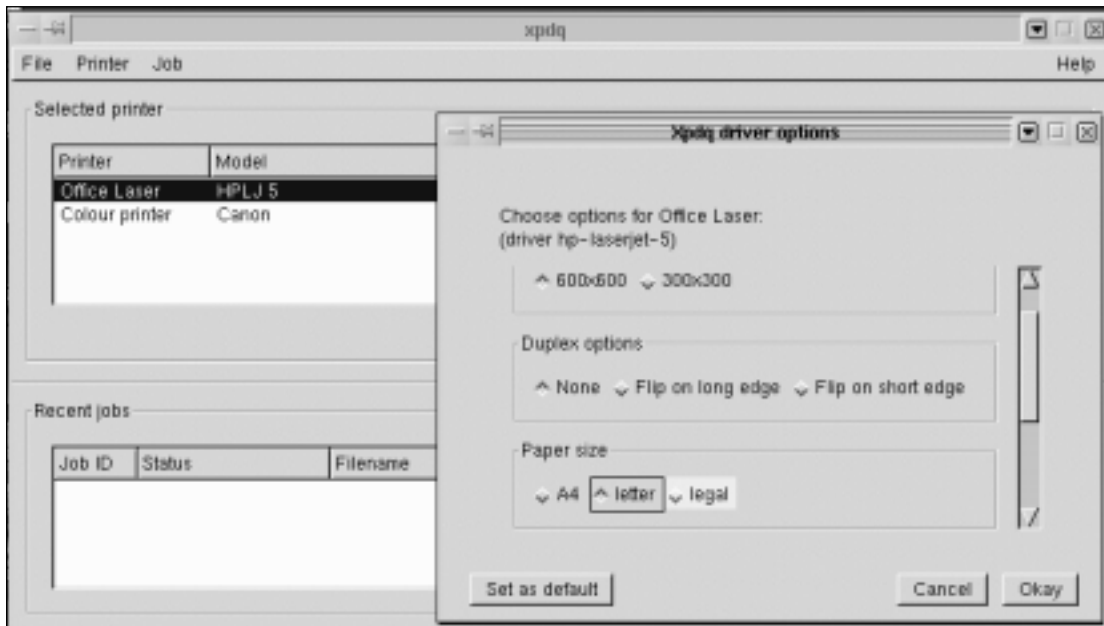 xpdq
File Printer Job Help
Selected printer
Printer Model
Office Laser HPLJ 5
Colour printer Canon
Recent jobs
Job ID Status Filename
Xpdq driver options
Choose options for Office Laser:
(driver hp-laserjet-5)
600x600 300x300
Duplex options
None Flip on long edge Flip on short edge
Paper size
A4 letter legal
Set as default Cancel Okay